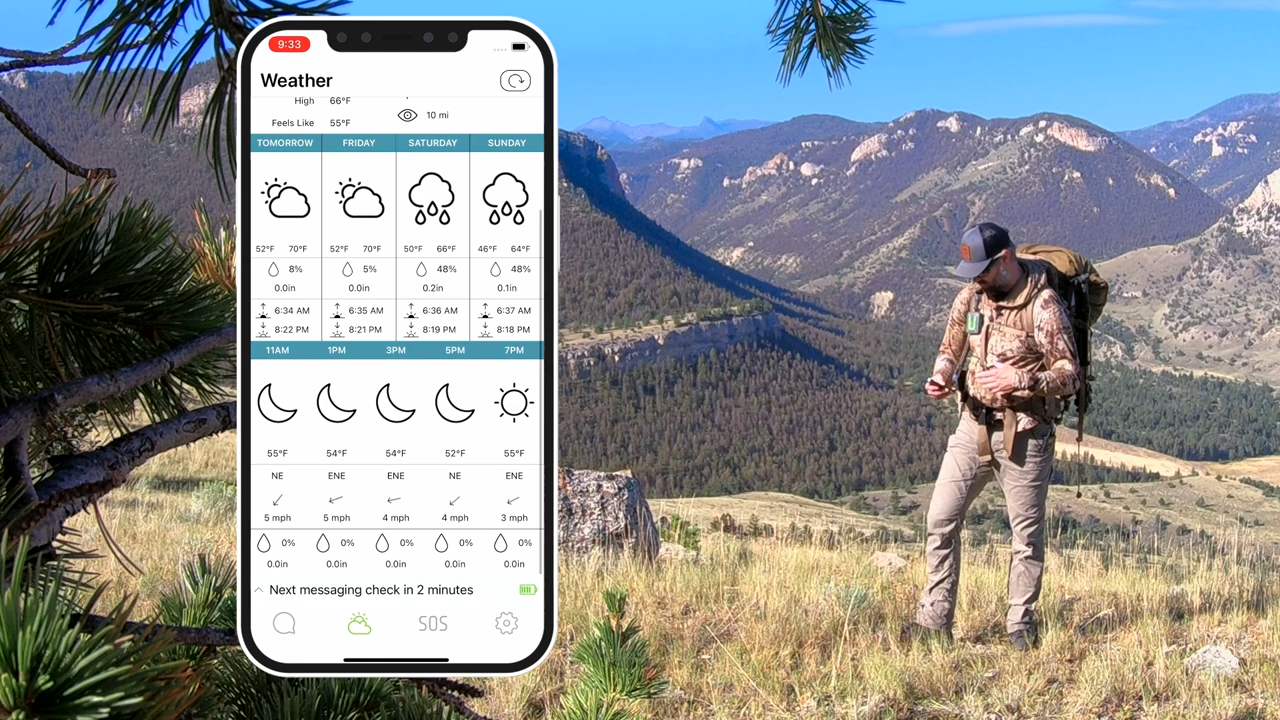 9:33
Weather
High 66°F
10 mi
Feels Like 55°F
TOMORROW FRIDAY SATURDAY SUNDAY
52°F 70°F 52°F 70°F 50°F 66°F 46°F 64°F
8% 5% 48% 48%
0.0in 0.0in 0.2in 0.1in
6:34 AM 6:35 AM 6:36 AM 6:37 AM
8:22 PM 8:21 PM 8:19 PM 8:18 PM
11AM 1PM 3PM 5PM 7PM
55°F 54°F 54°F 52°F 55°F
NE ENE ENE NE ENE
5 mph 5 mph 4 mph 4 mph 3 mph
0% 0% 0% 0% 0%
0.0in 0.0in 0.0in 0.0in 0.0in
Next messaging check in 2 minutes
SOS